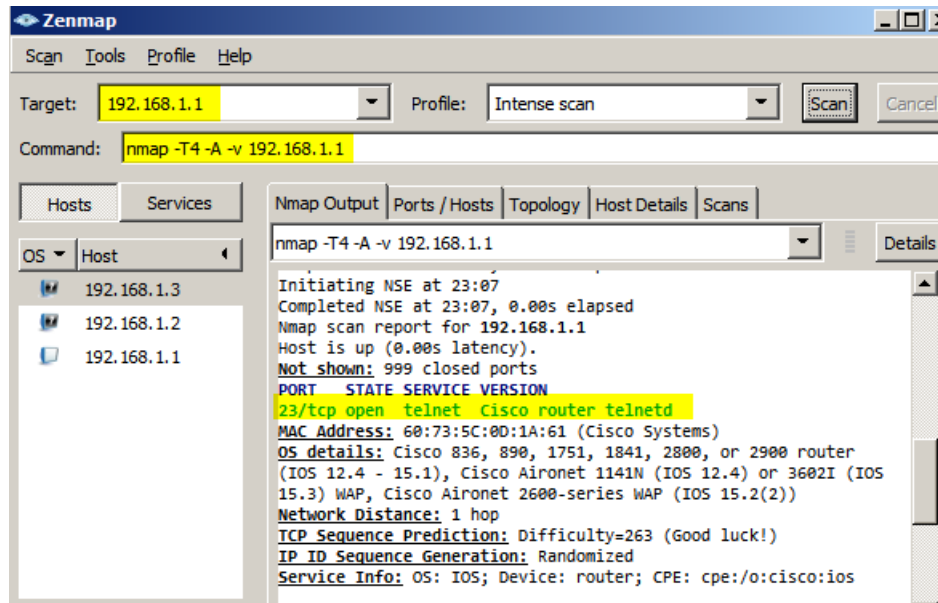 Zenmap
Scan Tools Profile Help
Target: 192.168.1.1 Profile: Intense scan Scan Cancel
Command: nmap -T4 -A -v 192.168.1.1
Hosts Services
Nmap Output Ports / Hosts Topology Host Details Scans
OS Host
192.168.1.3
192.168.1.2
192.168.1.1
nmap -T4 -A -v 192.168.1.1 Details
Initiating NSE at 23:07
Completed NSE at 23:07, 0.00s elapsed
Nmap scan report for 192.168.1.1
Host is up (0.00s latency).
Not shown: 999 closed ports
PORT STATE SERVICE VERSION
23/tcp open telnet Cisco router telnetd
MAC Address: 60:73:5C:0D:1A:61 (Cisco Systems)
OS details: Cisco 836, 890, 1751, 1841, 2800, or 2900 router
(IOS 12.4 - 15.1), Cisco Aironet 1141N (IOS 12.4) or 3602I (IOS
15.3) WAP, Cisco Aironet 2600-series WAP (IOS 15.2(2))
Network Distance: 1 hop
TCP Sequence Prediction: Difficulty=263 (Good luck!)
IP ID Sequence Generation: Randomized
Service Info: OS: IOS; Device: router; CPE: cpe:/o:cisco:ios